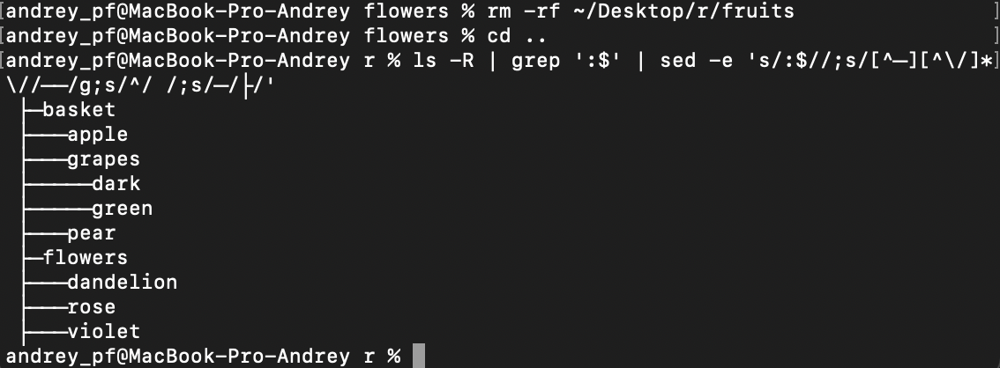 [andrey_pf@MacBook-Pro-Andrey flowers % rm -rf ~/Desktop/r/fruits ]
[andrey_pf@MacBook-Pro-Andrey flowers % cd .. ]
[andrey_pf@MacBook-Pro-Andrey r % ls -R | grep ':$' | sed -e 's/:$//;s/[^—][^\/]*]
\//——/g;s/^/ /;s/—/├/'
 ├—basket
 ├———apple
 ├———grapes
 ├—————dark
 ├—————green
 ├———pear
 ├—flowers
 ├———dandelion
 ├———rose
 ├———violet
andrey_pf@MacBook-Pro-Andrey r %